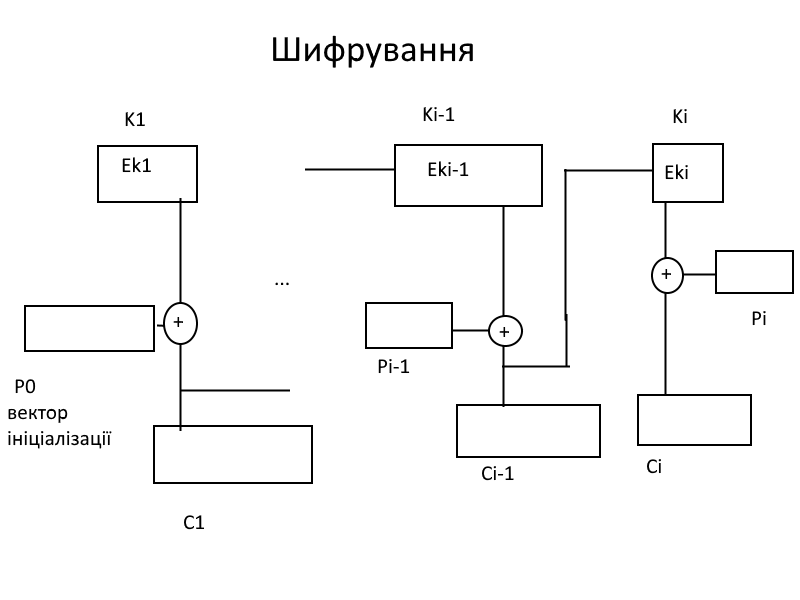 Шифрування
K1
Ki-1
Ki
Ek1
Eki-1
Eki
...
+
+
+
Pi
P0
вектор
ініціалізації
Pi-1
Ci-1
Ci
C1